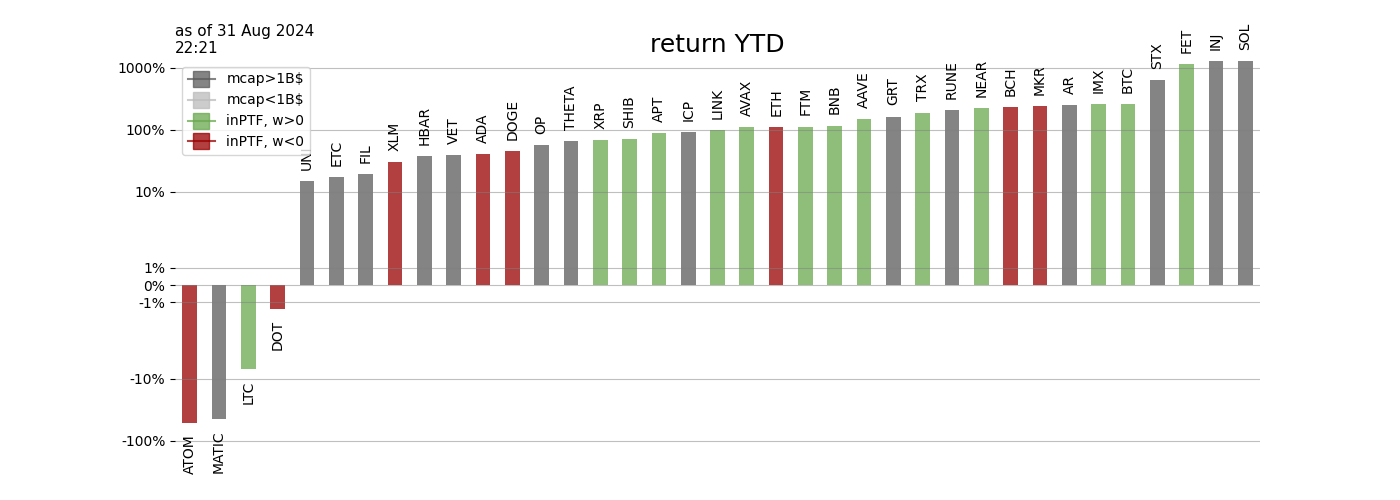 as of 31 Aug 2024
22:21
return YTD
mcap>1B$
mcap<1B$
inPTF, w>0
inPTF, w<0
1000%
100%
10%
1%
0%
-1%
-10%
-100%
ATOM
MATIC
LTC
DOT
UN
ETC
FIL
XLM
HBAR
VET
ADA
DOGE
OP
THETA
XRP
SHIB
APT
ICP
LINK
AVAX
ETH
FTM
BNB
AAVE
GRT
TRX
RUNE
NEAR
BCH
MKR
AR
IMX
BTC
STX
FET
INJ
SOL